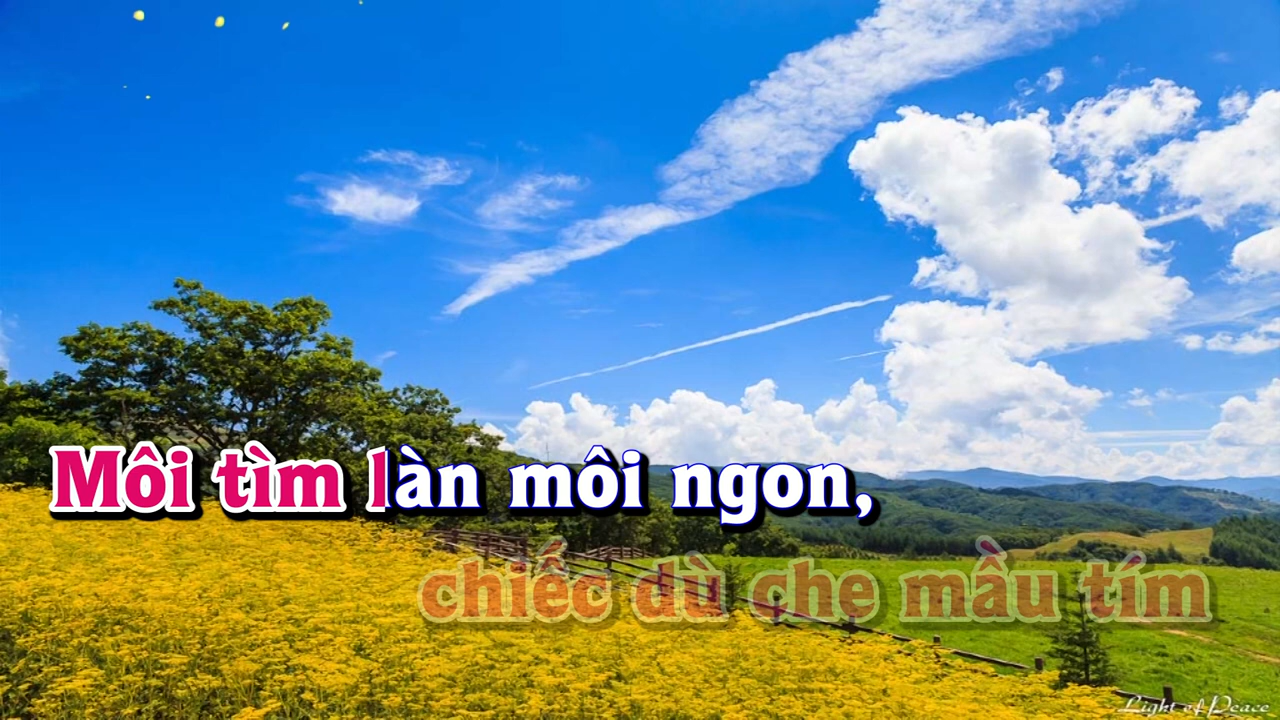 Môi tìm làn môi ngon,
chiếc dù che mầu tím
Light of Peace